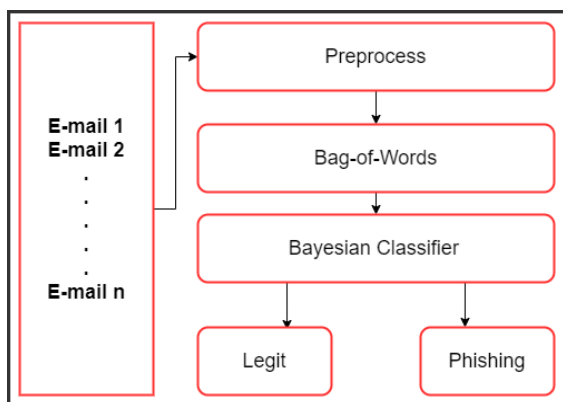 E-mail 1
E-mail 2
.
.
.
.
.
E-mail n
Preprocess
Bag-of-Words
Bayesian Classifier
Legit
Phishing